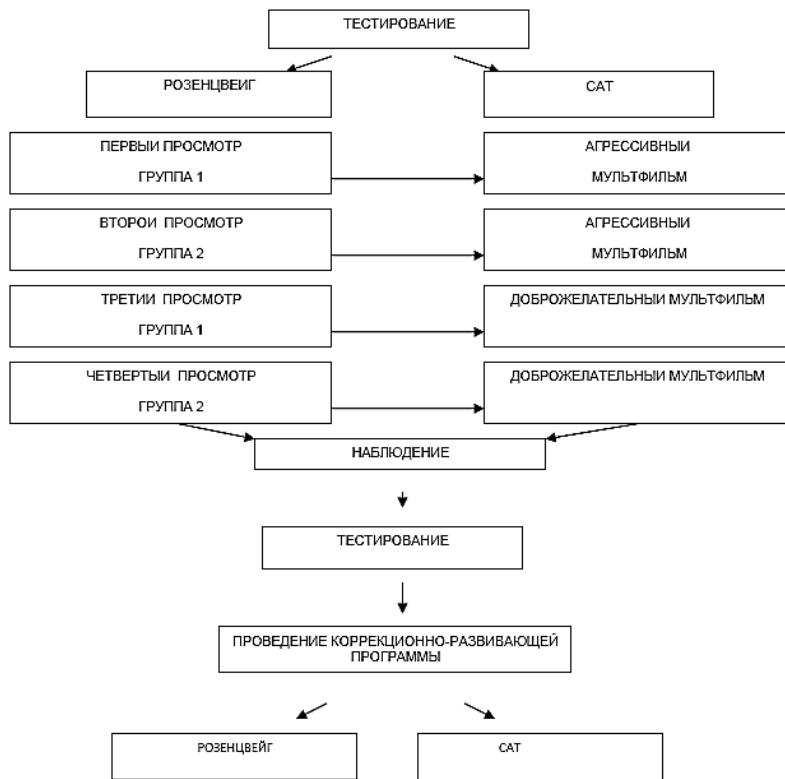 ТЕСТИРОВАНИЕ
РОЗЕНЦВЕИГ
САТ
ПЕРВЫИ ПРОСМОТР
ГРУППА 1
АГРЕССИВНЫИ
МУЛЬТФИЛЬМ
ВТОРОИ ПРОСМОТР
ГРУППА 2
АГРЕССИВНЫИ
МУЛЬТФИЛЬМ
ТРЕТИИ ПРОСМОТР
ГРУППА 1
ДОБРОЖЕЛАТЕЛЬНЫИ МУЛЬТФИЛЬМ
ЧЕТВЕРТЫИ ПРОСМОТР
ГРУППА 2
ДОБРОЖЕЛАТЕЛЬНЫИ МУЛЬТФИЛЬМ
НАБЛЮДЕНИЕ
ТЕСТИРОВАНИЕ
ПРОВЕДЕНИЕ КОРРЕКЦИОННО-РАЗВИВАЮЩЕЙ
ПРОГРАММЫ
РОЗЕНЦВЕЙГ
САТ